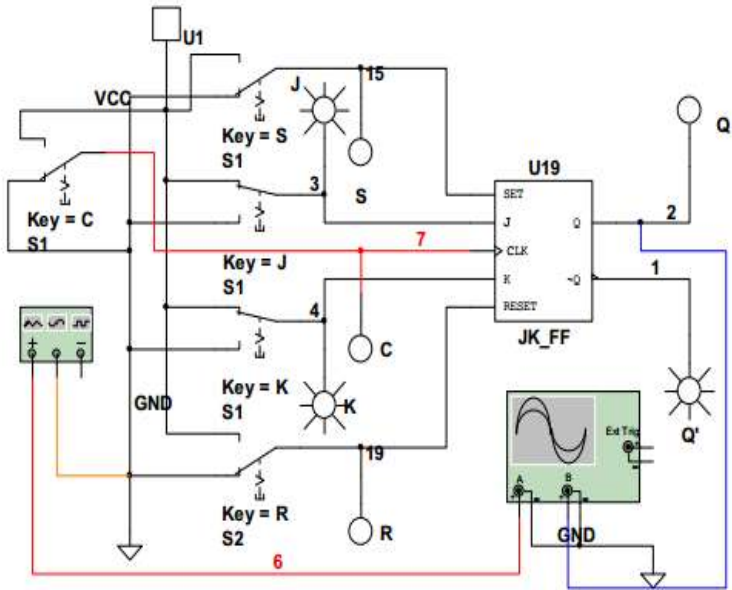 U1
VCC
15
J
Key = S
S1
S
Q
U19
3
Key = C
S1
SET
J
Q
CLK
K
~Q
RESET
JK_FF
2
1
7
Key = J
S1
4
C
+
−
GND
Key = K
S1
K
Q'
19
Ext Trig
+
−
A
B
+
−
+
−
Key = R
S2
R
GND
6